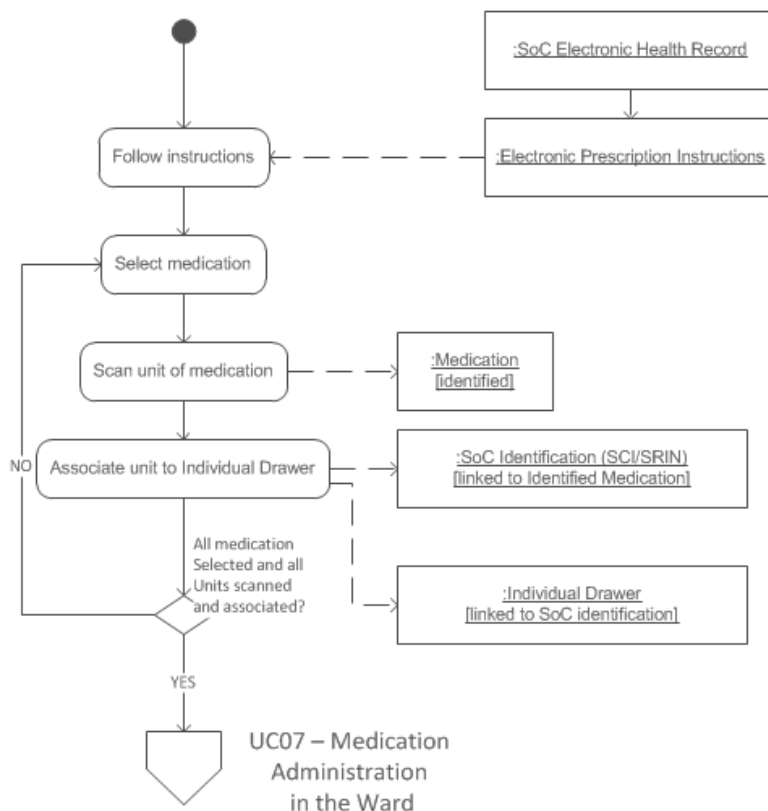 :SoC Electronic Health Record
Follow instructions
:Electronic Prescription Instructions
Select medication
Scan unit of medication
:Medication
[identified]
NO
Associate unit to Individual Drawer
:SoC Identification (SCI/SRIN)
[linked to Identified Medication]
All medication
Selected and all
Units scanned
and associated?
:Individual Drawer
[linked to SoC identification]
YES
UC07 – Medication
Administration
in the Ward